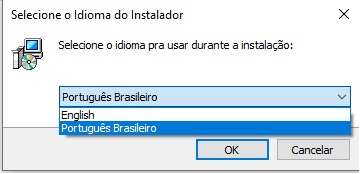 Selecione o Idioma do Instalador
Selecione o idioma pra usar durante a instalação:
Português Brasileiro
English
Português Brasileiro
OK
Cancelar